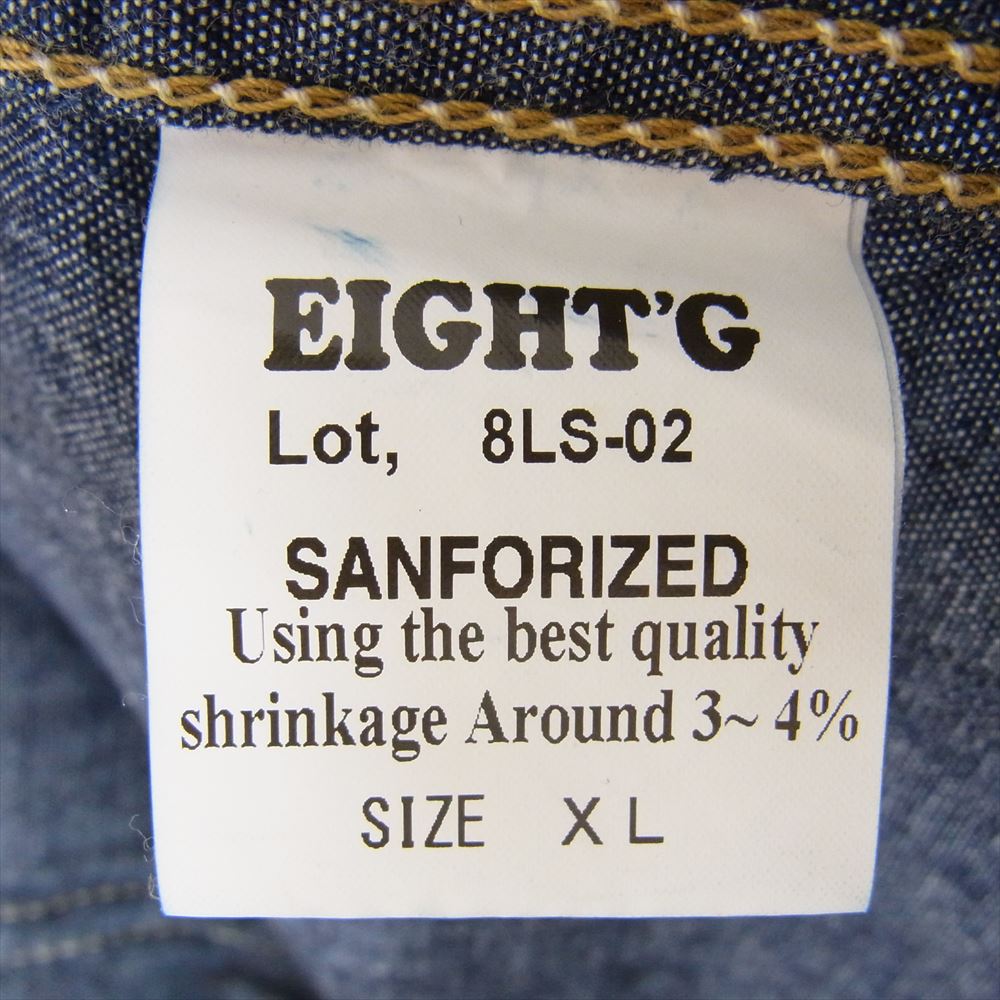 EIGHT'G
Lot, 8LS-02
SANFORIZED
Using the best quality
shrinkage Around 3~4%
SIZE XL